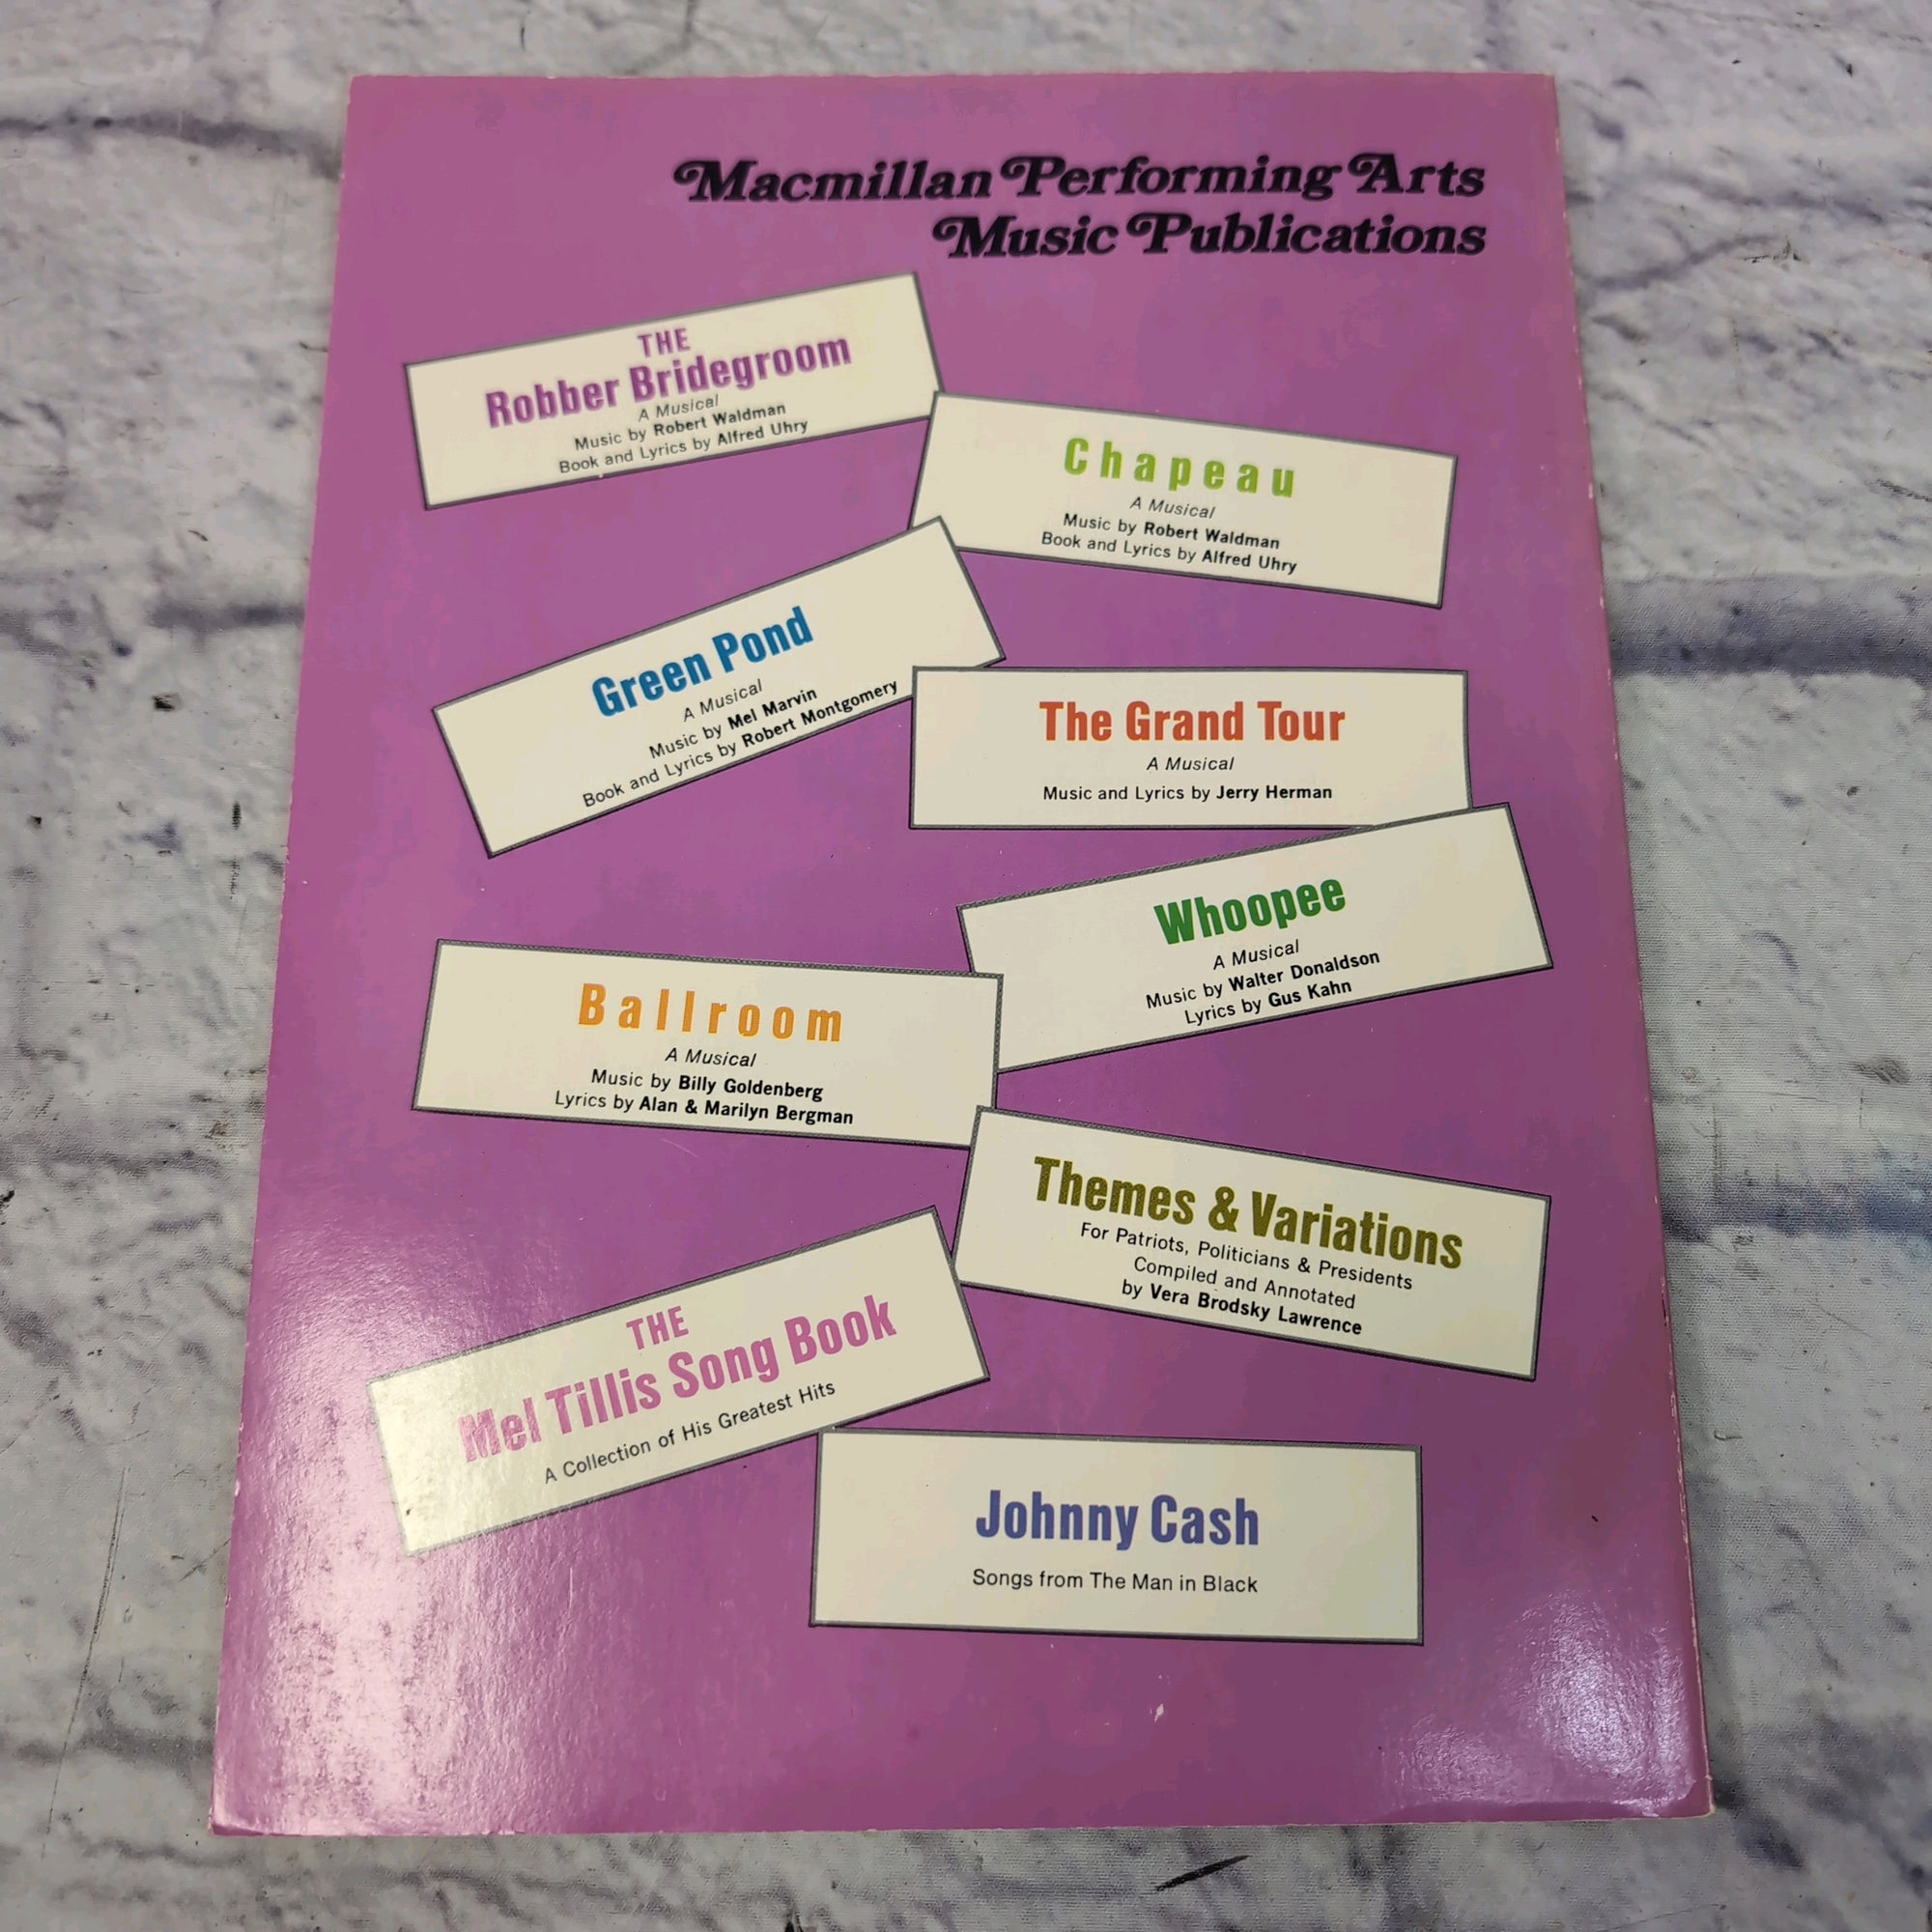 Macmillan Performing Arts
Music Publications
THE
Robber Bridegroom
A Musical
Music by Robert Waldman
Book and Lyrics by Alfred Uhry
Chapeau
A Musical
Music by Robert Waldman
Book and Lyrics by Alfred Uhry
Green Pond
A Musical
Music by Mel Marvin
Book and Lyrics by Robert Montgomery
The Grand Tour
A Musical
Music and Lyrics by Jerry Herman
Whoopee
A Musical
Music by Walter Donaldson
Lyrics by Gus Kahn
Ballroom
A Musical
Music by Billy Goldenberg
Lyrics by Alan & Marilyn Bergman
Themes & Variations
For Patriots, Politicians & Presidents
Compiled and Annotated
by Vera Brodsky Lawrence
THE
Mel Tillis Song Book
A Collection of His Greatest Hits
Johnny Cash
Songs from The Man in Black